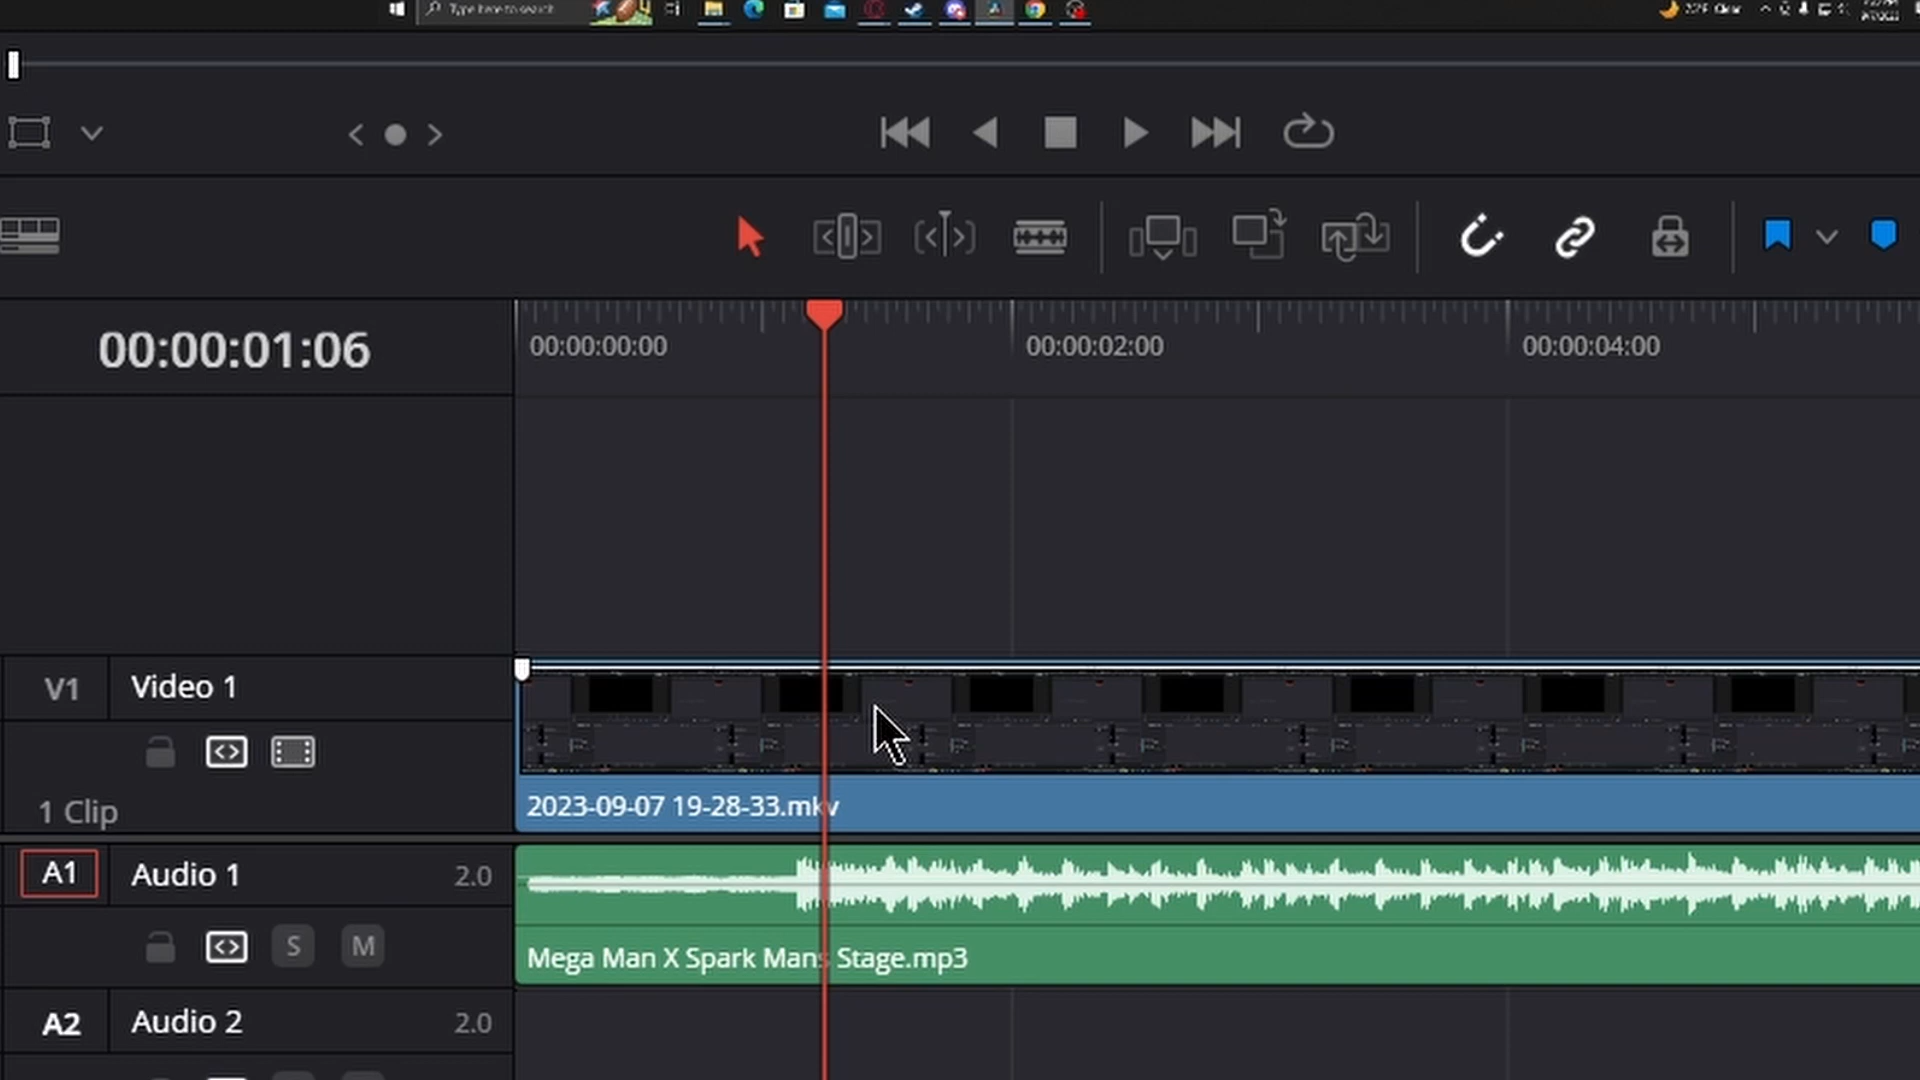 Type here to search
Clear
00:00:01:06
00:00:00:00
00:00:02:00
00:00:04:00
V1
Video 1
1 Clip
2023-09-07 19-28-33.mkv
A1
Audio 1
2.0
S
M
Mega Man X Spark Mans Stage.mp3
A2
Audio 2
2.0